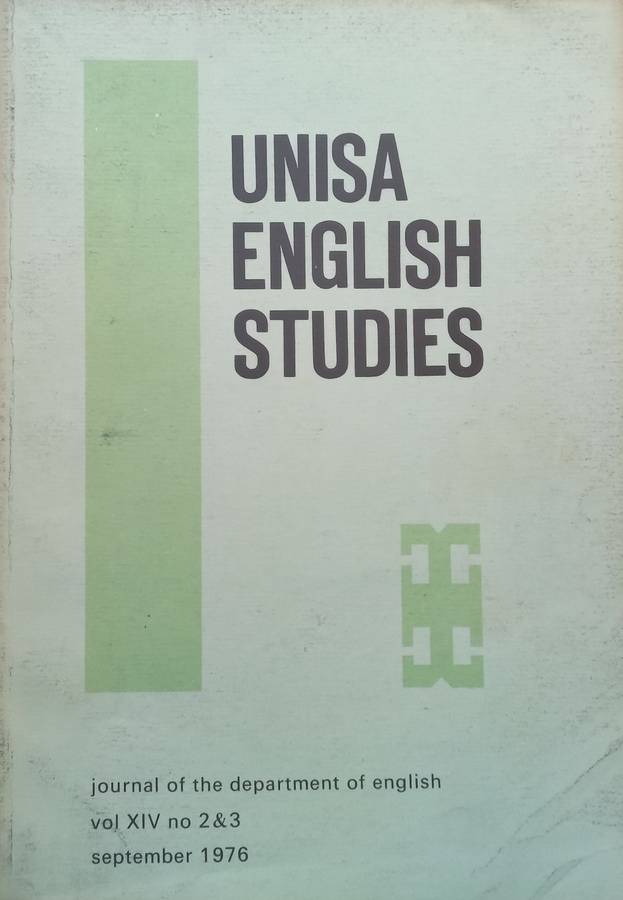 UNISA
ENGLISH
STUDIES
journal of the department of english
vol XIV no 2&3
september 1976